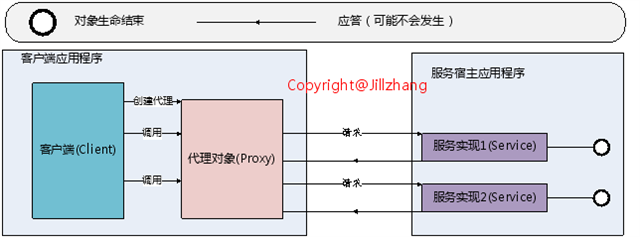 对象生命结束
应答（可能不会发生）
客户端应用程序
服务宿主应用程序
Copyright@Jillzhang
创建代理
客户端(Client)
调用
代理对象(Proxy)
请求
服务实现1(Service)
调用
请求
服务实现2(Service)